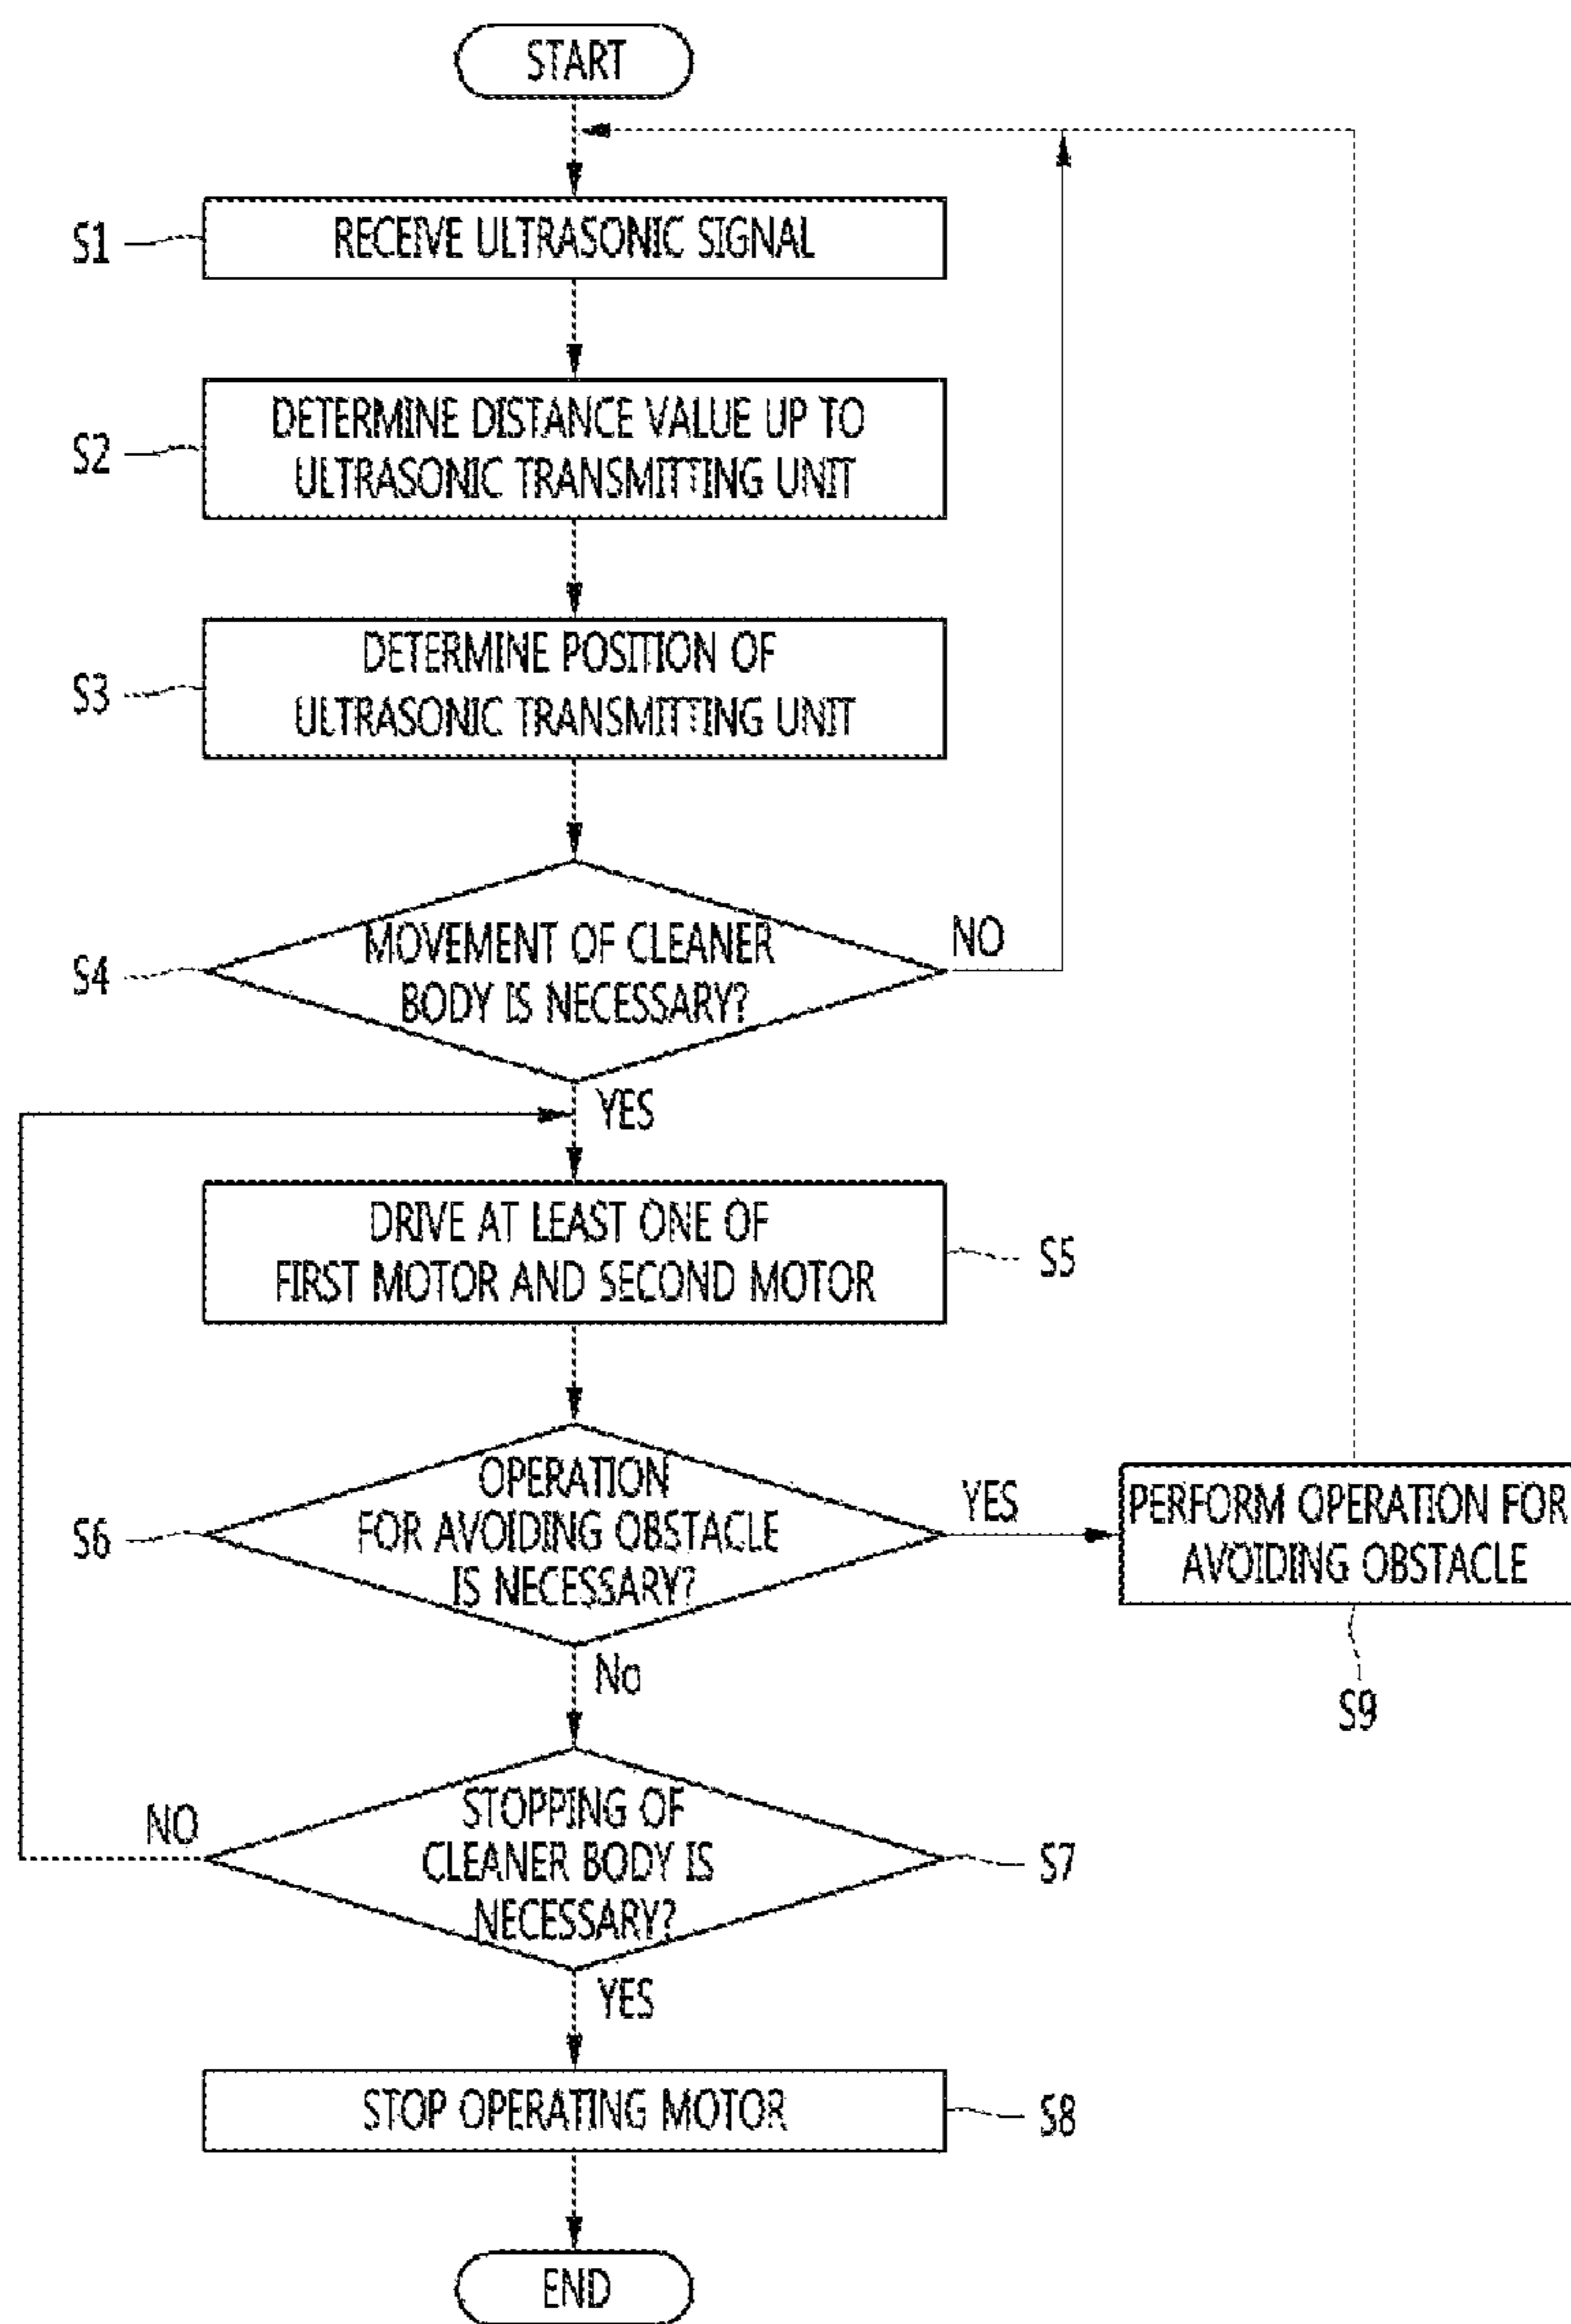 START
S1
RECEIVE ULTRASONIC SIGNAL
S2
DETERMINE DISTANCE VALUE UP TO
ULTRASONIC TRANSMITTING UNIT
S3
DETERMINE POSITION OF
ULTRASONIC TRANSMITTING UNIT
S4
MOVEMENT OF CLEANER
BODY IS NECESSARY?
NO
YES
DRIVE AT LEAST ONE OF
FIRST MOTOR AND SECOND MOTOR
S5
S6
OPERATION
FOR AVOIDING OBSTACLE
IS NECESSARY?
YES
PERFORM OPERATION FOR
AVOIDING OBSTACLE
S9
No
NO
STOPPING OF
CLEANER BODY IS
NECESSARY?
S7
YES
STOP OPERATING MOTOR
S8
END